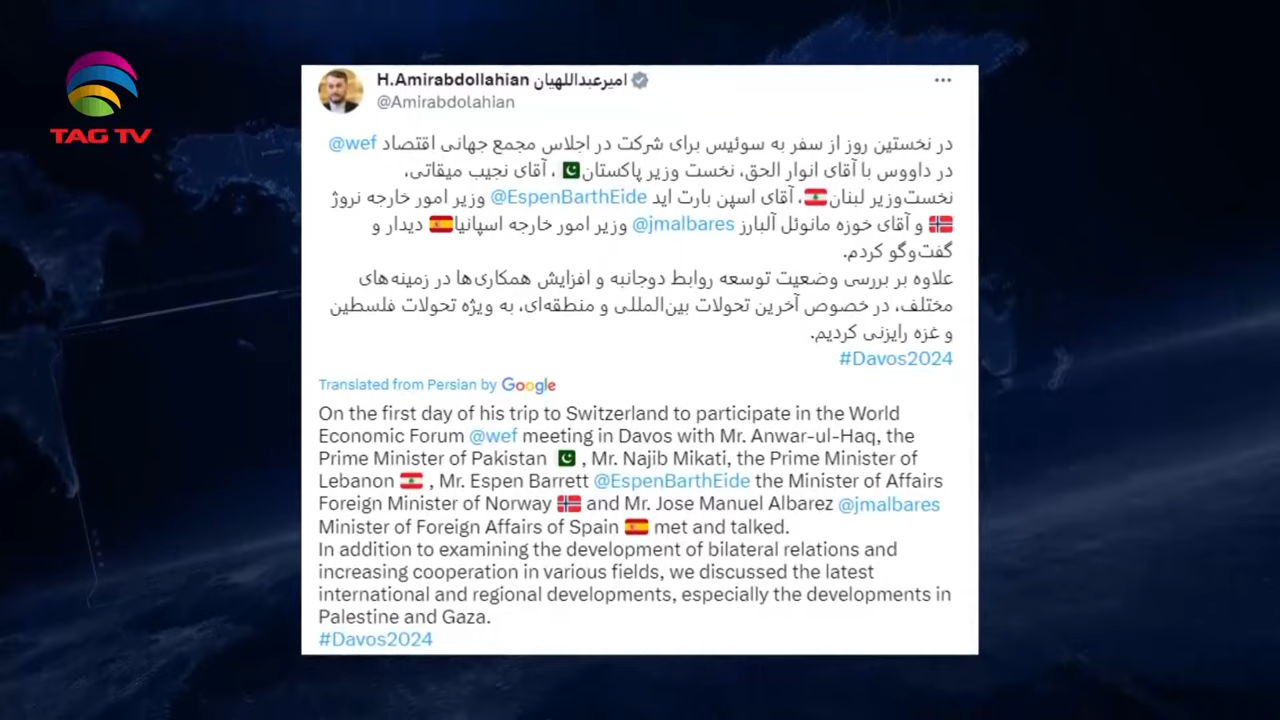 TAG TV
H.Amirabdollahian امیرعبداللهیان
@Amirabdolahian
در نخستین روز از سفر به سوئیس برای شرکت در اجلاس مجمع جهانی اقتصاد @wef
در داووس با آقای انوار الحق، نخست وزیر پاکستان🇵🇰 ، آقای نجیب میقاتی،
نخست‌وزیر لبنان🇱🇧، آقای اسپن بارت اید @EspenBarthEide وزیر امور خارجه نروژ
🇳🇴 و آقای خوزه مانوئل آلبارز @jmalbares وزیر امور خارجه اسپانیا🇪🇸 دیدار و
گفت‌وگو کردم.
علاوه بر بررسی وضعیت توسعه روابط دوجانبه و افزایش همکاری‌ها در زمینه‌های
مختلف، در خصوص آخرین تحولات بین‌المللی و منطقه‌ای، به ویژه تحولات فلسطین
و غزه رایزنی کردیم.
#Davos2024
Translated from Persian by Google
On the first day of his trip to Switzerland to participate in the World
Economic Forum @wef meeting in Davos with Mr. Anwar-ul-Haq, the
Prime Minister of Pakistan 🇵🇰 , Mr. Najib Mikati, the Prime Minister of
Lebanon 🇱🇧 , Mr. Espen Barrett @EspenBarthEide the Minister of Affairs
Foreign Minister of Norway 🇳🇴 and Mr. Jose Manuel Albarez @jmalbares
Minister of Foreign Affairs of Spain 🇪🇸 met and talked.
In addition to examining the development of bilateral relations and
increasing cooperation in various fields, we discussed the latest
international and regional developments, especially the developments in
Palestine and Gaza.
#Davos2024